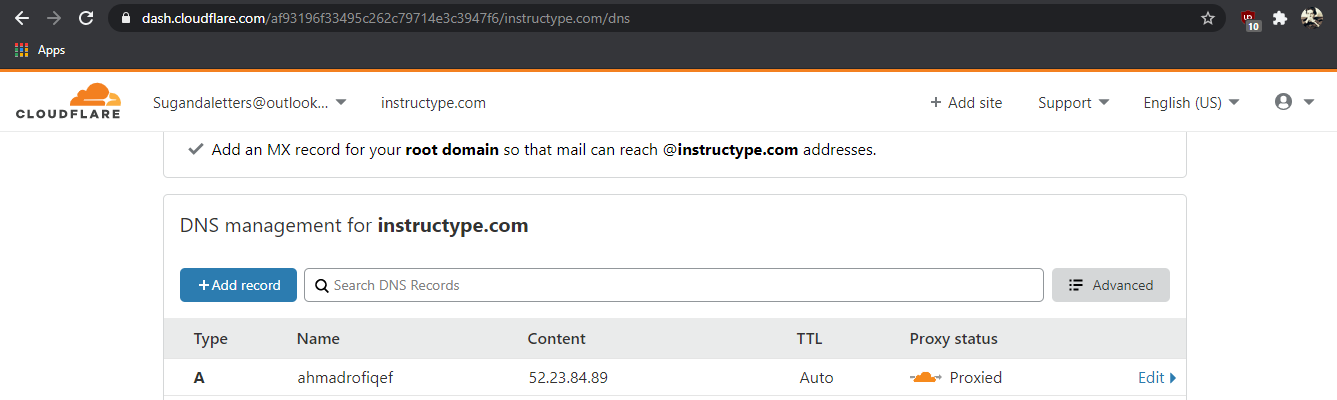 dash.cloudflare.com/af93196f33495c262c79714e3c3947f6/instructype.com/dns
10
Apps
CLOUDFLARE Sugandaletters@outlook... instructype.com + Add site Support English (US)
Add an MX record for your root domain so that mail can reach @instructype.com addresses.
DNS management for instructype.com
+Add record Search DNS Records Advanced
Type Name Content TTL Proxy status
A ahmadrofiqef 52.23.84.89 Auto Proxied Edit